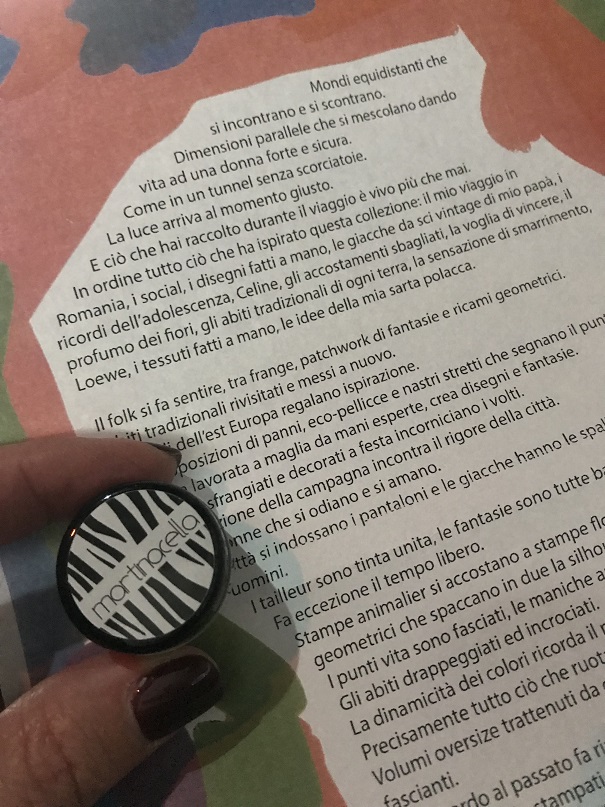 Mondi equidistanti che
si incontrano e si scontrano.
Dimensioni parallele che si mescolano dando
vita ad una donna forte e sicura.
Come in un tunnel senza scorciatoie.
La luce arriva al momento giusto.
E ciò che hai raccolto durante il viaggio è vivo più che mai.
In ordine tutto ciò che ha ispirato questa collezione: il mio viaggio in
Romania, i social, i disegni fatti a mano, le giacche da sci vintage di mio papà, i
ricordi dell'adolescenza, Celine, gli accostamenti sbagliati, la voglia di vincere, il
profumo dei fiori, gli abiti tradizionali di ogni terra, la sensazione di smarrimento,
Loewe, i tessuti fatti a mano, le idee della mia sarta polacca.
Il folk si fa sentire, tra frange, patchwork di fantasie e ricami geometrici.
tradizionali rivisitati e messi a nuovo.
dell'est Europa regalano ispirazione.
di panni, eco-pellicce e nastri stretti che segnano il
lavorata a maglia da mani esperte, crea disegni e fantasie.
sfrangiati e decorati a festa incorniciano i volti.
della campagna incontra il rigore della città.
che si odiano e si amano.
si indossano i pantaloni e le giacche hanno le
uomini.
I tailleur sono tinta unita, le fantasie sono tutte
Fa eccezione il tempo libero.
Stampe animalier si accostano a stampe
geometrici che spaccano in due la
I punti vita sono fasciati, le maniche
Gli abiti drappeggiati ed incrociati.
La dinamicità dei colori ricorda il
Precisamente tutto ciò che
Volumi oversize trattenuti da
fascianti.
al passato fa
martinacella